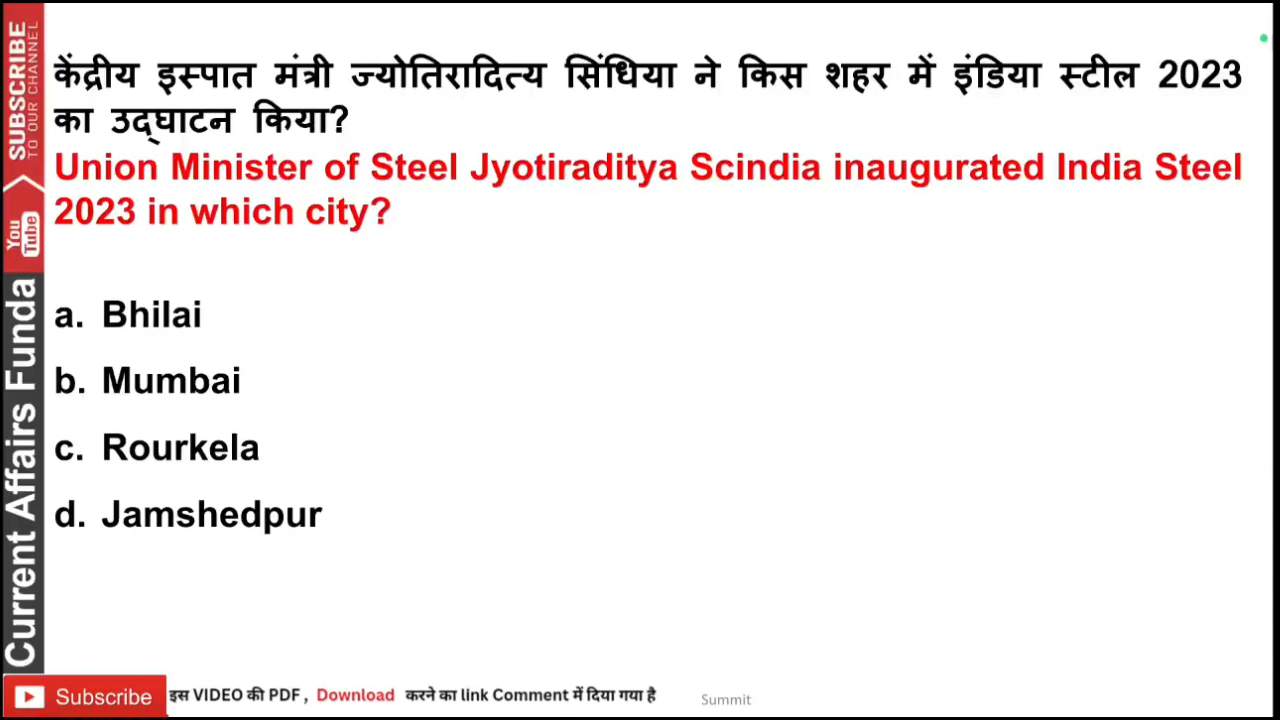 केंद्रीय इस्पात मंत्री ज्योतिरादित्य सिंधिया ने किस शहर में इंडिया स्टील 2023
का उद्घाटन किया?
Union Minister of Steel Jyotiraditya Scindia inaugurated India Steel
2023 in which city?
a. Bhilai
b. Mumbai
c. Rourkela
d. Jamshedpur
SUBSCRIBE
TO OUR CHANNEL
You
Tube
Current Affairs Funda
Subscribe इस VIDEO की PDF , Download करने का link Comment में दिया गया है
Summit